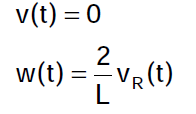 v(t) = 0
w(t) = 2/L v_R(t)